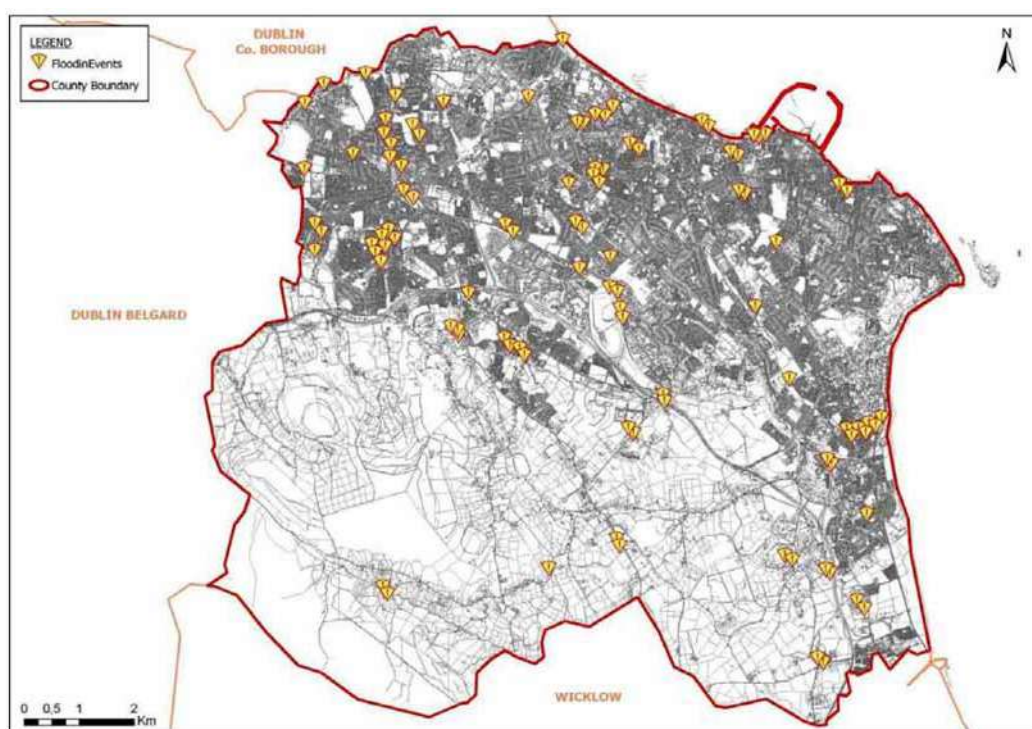 DUBLIN
Co. BOROUGH
LEGEND
FloodinEvents
County Boundary
N
DUBLIN BELGARD
WICKLOW
0 0,5 1 2
Km